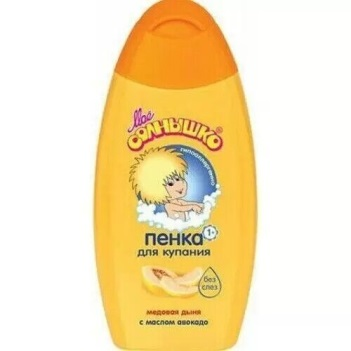 Моё
СОЛНЫШКО
гипоаллергенно
пенка 1+
для купания
без
слез
медовая дыня
с маслом авокадо